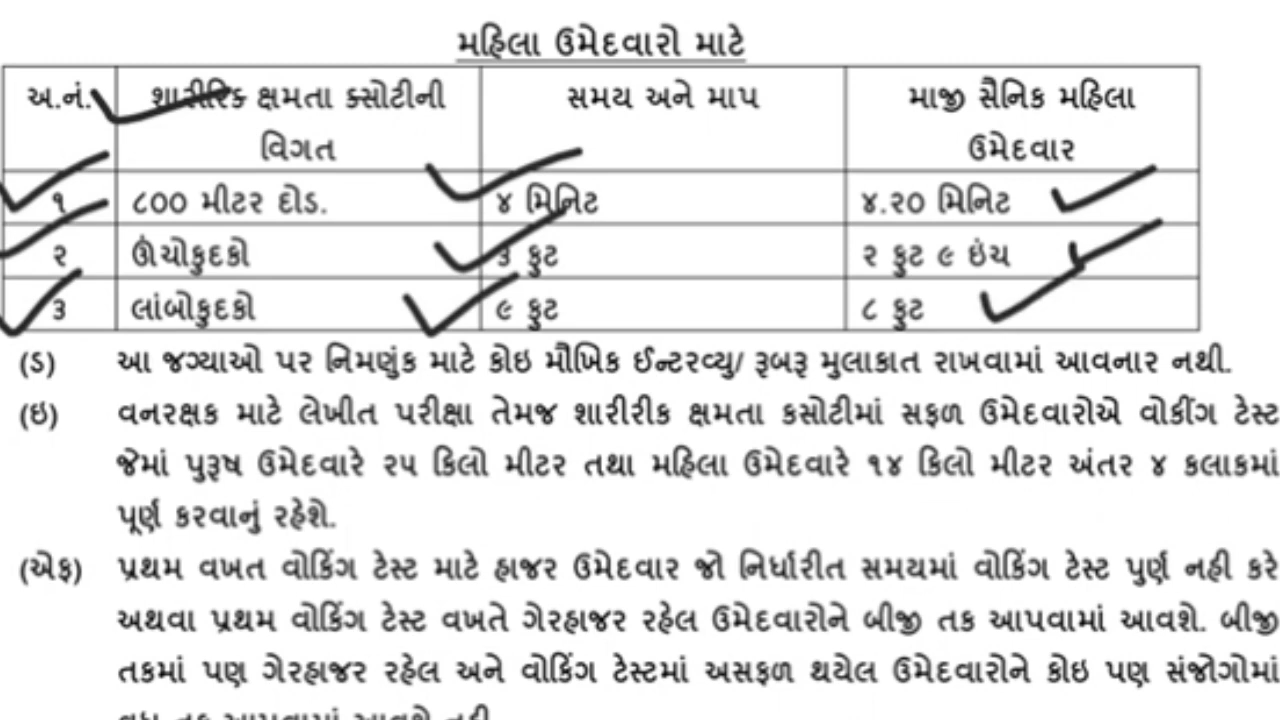 મહિલા ઉમેદવારો માટે
અ.નં. શારીરિક ક્ષમતા ક્સોટીની સમય અને માપ માજી સૈનિક મહિલા
વિગત ઉમેદવાર
૧ ૮૦૦ મીટર દોડ. ૪ મિનિટ ૪.૨૦ મિનિટ
૨ ઊંચોકુદકો ૩ ફુટ ૨ ફુટ ૯ ઇંચ
૩ લાંબોકુદકો ૯ ફુટ ૮ ફુટ
(ડ) આ જગ્યાઓ પર નિમણુંક માટે કોઇ મૌખિક ઈન્ટરવ્યુ/ રૂબરૂ મુલાકાત રાખવામાં આવનાર નથી.
(ઇ) વનરક્ષક માટે લેખીત પરીક્ષા તેમજ શારીરીક ક્ષમતા કસોટીમાં સફળ ઉમેદવારોએ વોર્કીગ ટેસ્ટ
જેમાં પુરૂષ ઉમેદવારે ૨૫ કિલો મીટર તથા મહિલા ઉમેદવારે ૧૪ કિલો મીટર અંતર ૪ કલાકમાં
પૂર્ણ કરવાનું રહેશે.
(એફ) પ્રથમ વખત વોર્કિંગ ટેસ્ટ માટે હાજર ઉમેદવાર જો નિર્ધારીત સમયમાં વોર્કિંગ ટેસ્ટ પુર્ણ નહી કરે
અથવા પ્રથમ વોર્કિંગ ટેસ્ટ વખતે ગેરહાજર રહેલ ઉમેદવારોને બીજી તક આપવામાં આવશે. બીજી
તકમાં પણ ગેરહાજર રહેલ અને વોર્કિંગ ટેસ્ટમાં અસફળ થયેલ ઉમેદવારોને કોઇ પણ સંજોગોમાં